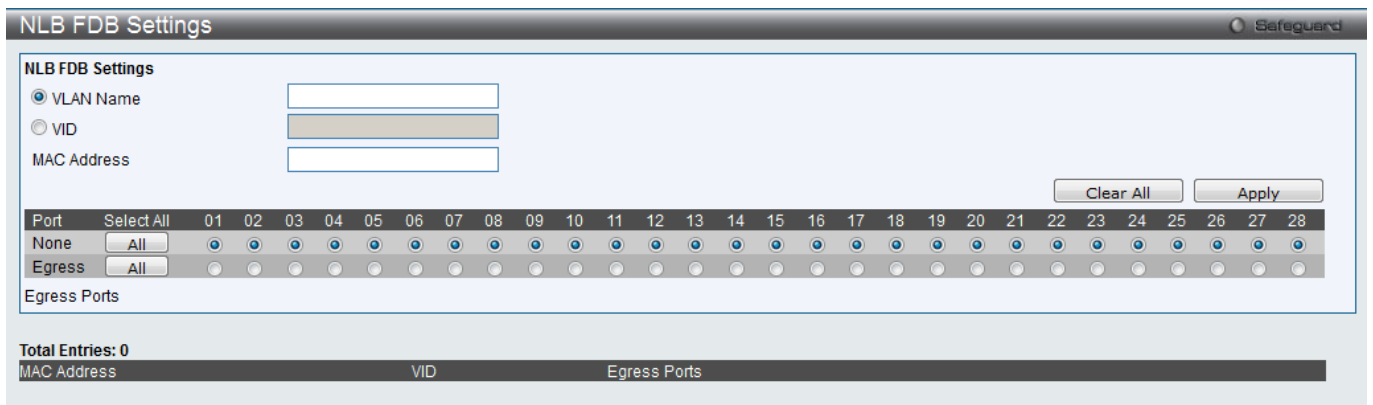 NLB FDB Settings Safeguard
NLB FDB Settings
VLAN Name
VID
MAC Address
Clear All Apply
Port Select All 01 02 03 04 05 06 07 08 09 10 11 12 13 14 15 16 17 18 19 20 21 22 23 24 25 26 27 28
None All
Egress All
Egress Ports
Total Entries: 0
MAC Address VID Egress Ports